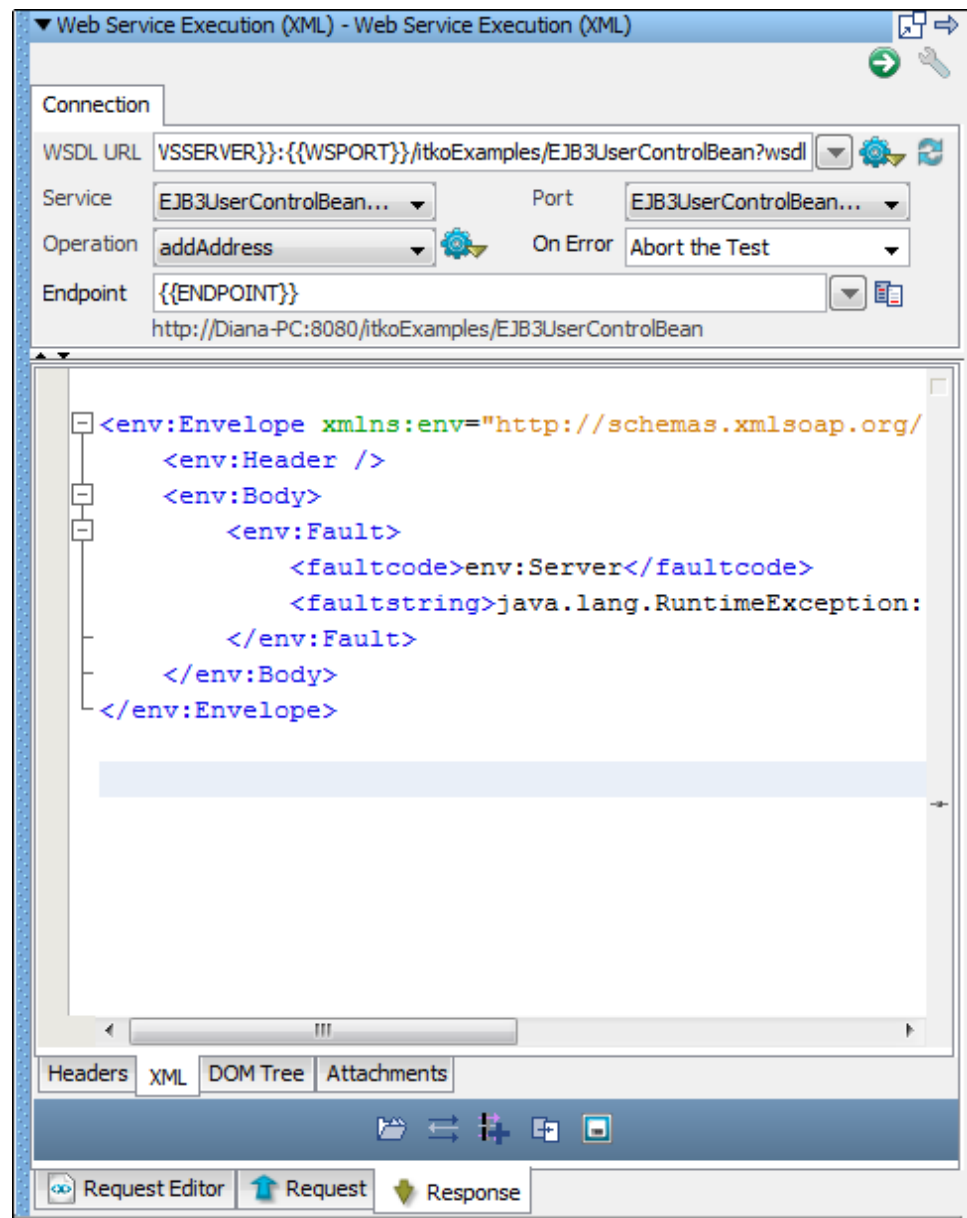 Web Service Execution (XML) - Web Service Execution (XML)
Connection
WSDL URL VSSERVER}}:{{WSPORT}}/itkoExamples/EJB3UserControlBean?wsdl
Service EJB3UserControlBean... Port EJB3UserControlBean...
Operation addAddress On Error Abort the Test
Endpoint {{ENDPOINT}}
http://Diana-PC:8080/itkoExamples/EJB3UserControlBean
<env:Envelope xmlns:env="http://schemas.xmlsoap.org/
<env:Header />
<env:Body>
<env:Fault>
<faultcode>env:Server</faultcode>
<faultstring>java.lang.RuntimeException:
</env:Fault>
</env:Body>
</env:Envelope>
Headers XML DOM Tree Attachments
Request Editor Request Response